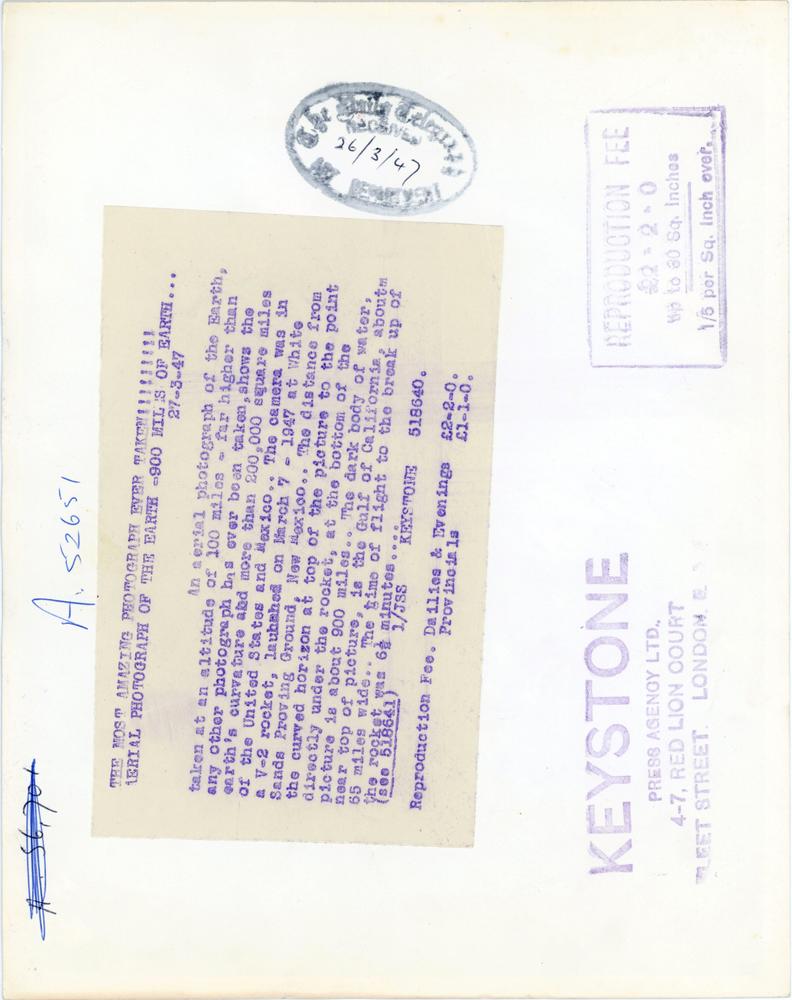 The Daily Telegraph
RECEIVED
26/3/47
A. 52651
THE MOST AMAZING PHOTOGRAPH EVER TAKEN!!!!!!!!!!!
AERIAL PHOTOGRAPH OF THE EARTH -900 MIL'S OF EARTH...
27-3-47
An aerial photograph of the Earth,
taken at an altitude of 100 miles - far higher than
any other photograph has ever been taken, shows the
earth's curvature and more than 200,000 square miles
of the United States and Mexico.. The camera was in
a V-2 rocket, launched on March 7 - 1947 at White
Sands Proving Ground, New Mexico.. The distance from
the curved horizon at top of the picture to the point
directly under the rocket, at the bottom of the
picture is about 900 miles.. The dark body of water,
near top of picture, is the Gulf of California, about
65 miles wide.. The time of flight to the break up of
the rocket was 6½ minutes....
(see 518641) 1/JSS KEYSTONE 518640.
Reproduction Fee. Dailies & Evenings £2-2-0.
Provincials £1-1-0.
REPRODUCTION FEE
£2-2-0
up to 30 Sq. Inches
1/5 per Sq. Inch over.
KEYSTONE
PRESS AGENCY LTD.,
4-7, RED LION COURT
FLEET STREET. LONDON. E